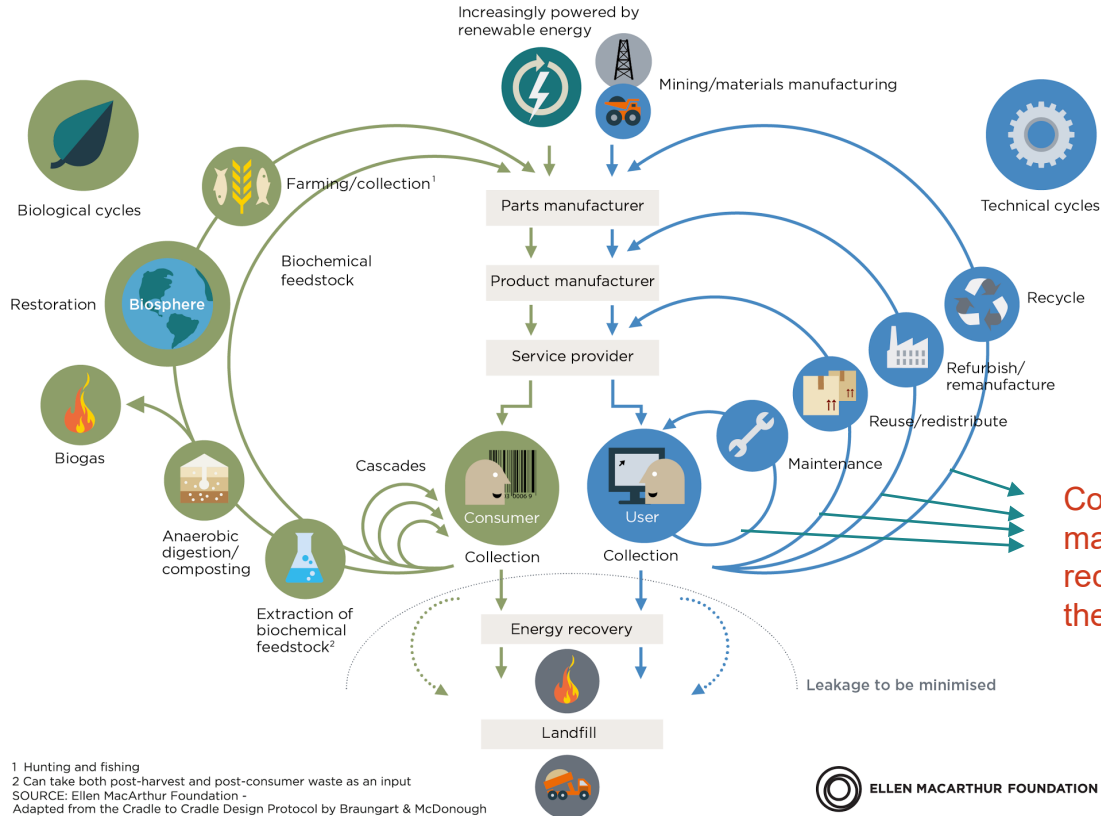 Increasingly powered by
renewable energy
Mining/materials manufacturing
Biological cycles
Technical cycles
Farming/collection¹
Parts manufacturer
Biochemical
feedstock
Product manufacturer
Restoration
Biosphere
Recycle
Service provider
Refurbish/
remanufacture
Reuse/redistribute
Biogas
Cascades
Maintenance
Consumer
User
Anaerobic
digestion/
composting
Collection
Collection
Extraction of
biochemical
feedstock²
Energy recovery
Leakage to be minimised
Landfill
1 Hunting and fishing
2 Can take both post-harvest and post-consumer waste as an input
SOURCE: Ellen MacArthur Foundation -
Adapted from the Cradle to Cradle Design Protocol by Braungart & McDonough
ELLEN MACARTHUR FOUNDATION